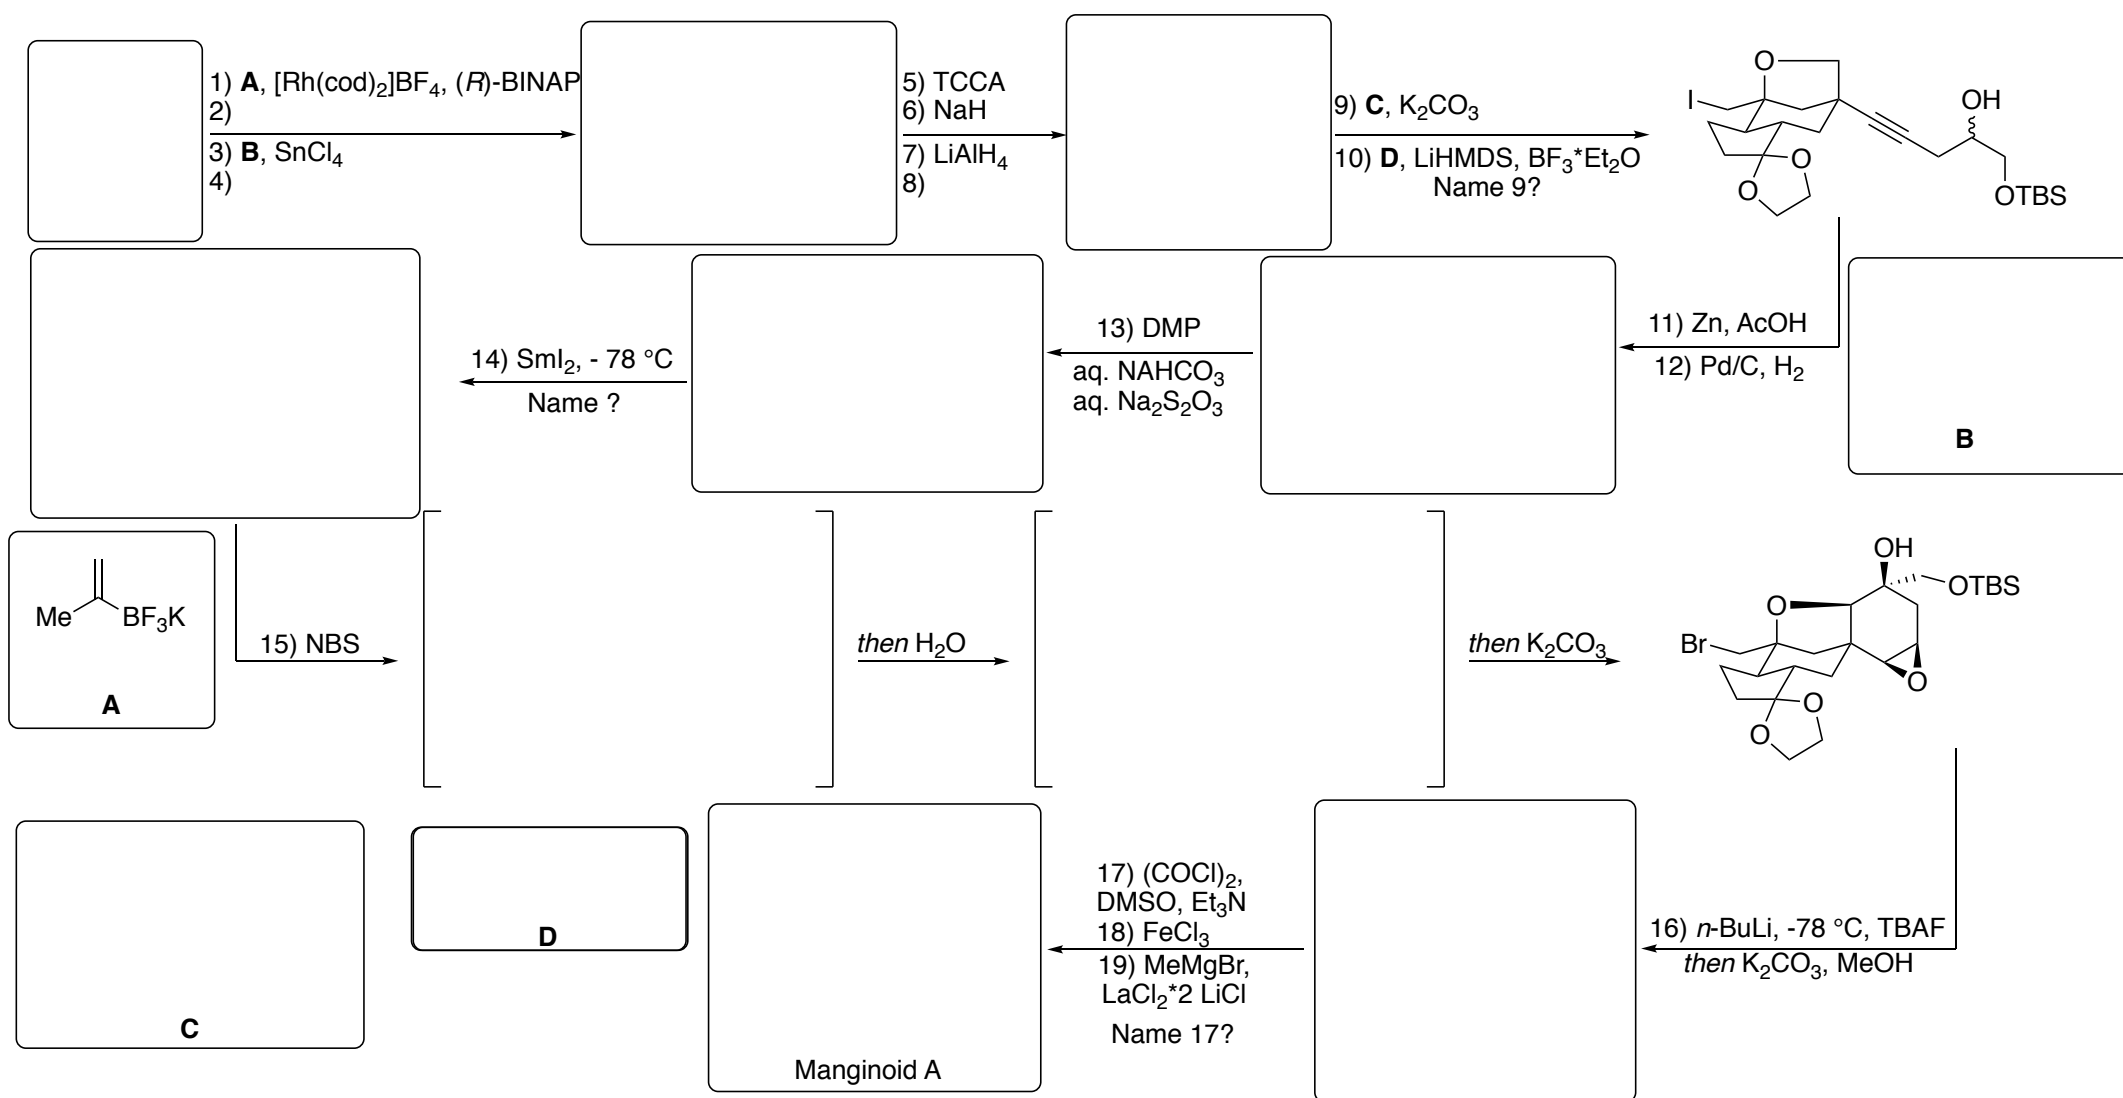 1) A, [Rh(cod)2]BF4, (R)-BINAP
2)
3) B, SnCl4
4)
5) TCCA
6) NaH
7) LiAlH4
8)
9) C, K2CO3
10) D, LiHMDS, BF3*Et2O
Name 9?
O
I
OH
O
O
OTBS
14) SmI2, - 78 °C
Name ?
13) DMP
aq. NAHCO3
aq. Na2S2O3
11) Zn, AcOH
12) Pd/C, H2
B
Me
BF3K
A
15) NBS
then H2O
then K2CO3
OH
O
OTBS
Br
O
O
O
C
D
17) (COCl)2,
DMSO, Et3N
18) FeCl3
19) MeMgBr,
LaCl2*2 LiCl
Name 17?
Manginoid A
16) n-BuLi, -78 °C, TBAF
then K2CO3, MeOH